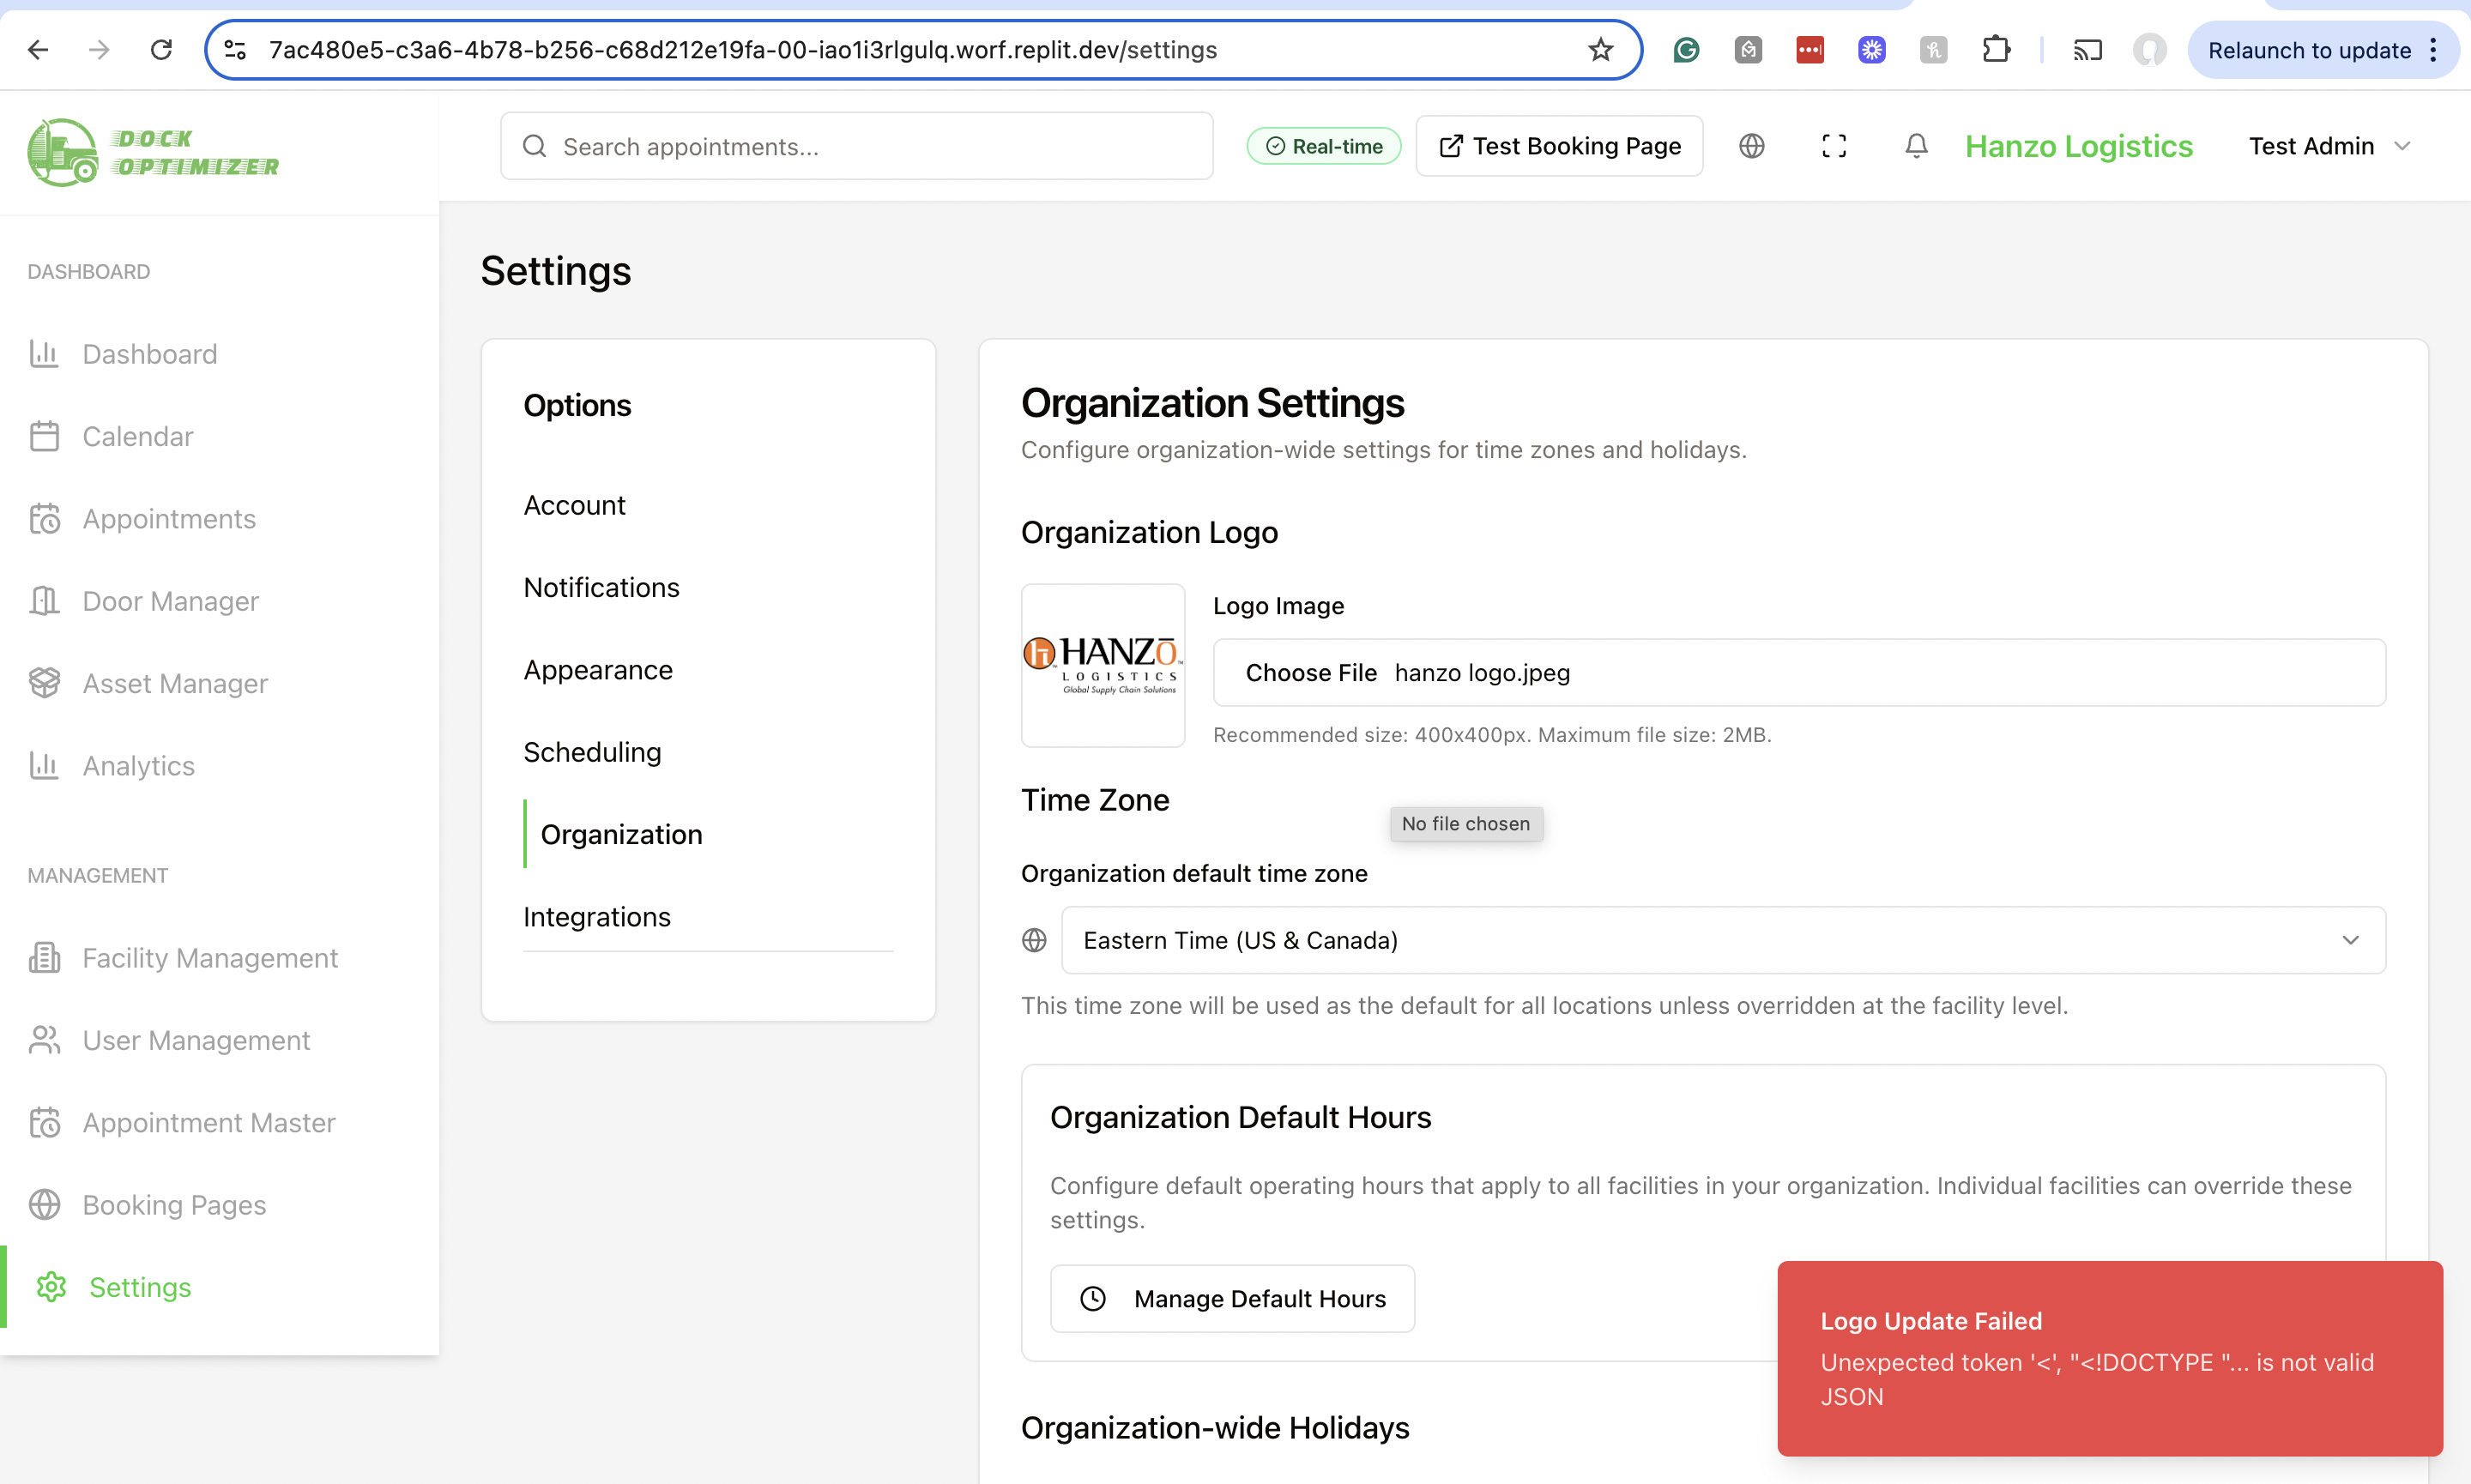 7ac480e5-c3a6-4b78-b256-c68d212e19fa-00-iao1i3rlgulq.worf.replit.dev/settings
Relaunch to update
DOCK
OPTIMIZER
Search appointments...
Real-time
Test Booking Page
Hanzo Logistics
Test Admin
DASHBOARD
Dashboard
Calendar
Appointments
Door Manager
Asset Manager
Analytics
MANAGEMENT
Facility Management
User Management
Appointment Master
Booking Pages
Settings
Settings
Options
Account
Notifications
Appearance
Scheduling
Organization
Integrations
Organization Settings
Configure organization-wide settings for time zones and holidays.
Organization Logo
HANZŌ
LOGISTICS
Global Supply Chain Solutions
Logo Image
Choose File hanzo logo.jpeg
Recommended size: 400x400px. Maximum file size: 2MB.
Time Zone
No file chosen
Organization default time zone
Eastern Time (US & Canada)
This time zone will be used as the default for all locations unless overridden at the facility level.
Organization Default Hours
Configure default operating hours that apply to all facilities in your organization. Individual facilities can override these
settings.
Manage Default Hours
Organization-wide Holidays
Logo Update Failed
Unexpected token '<', "<!DOCTYPE "... is not valid
JSON